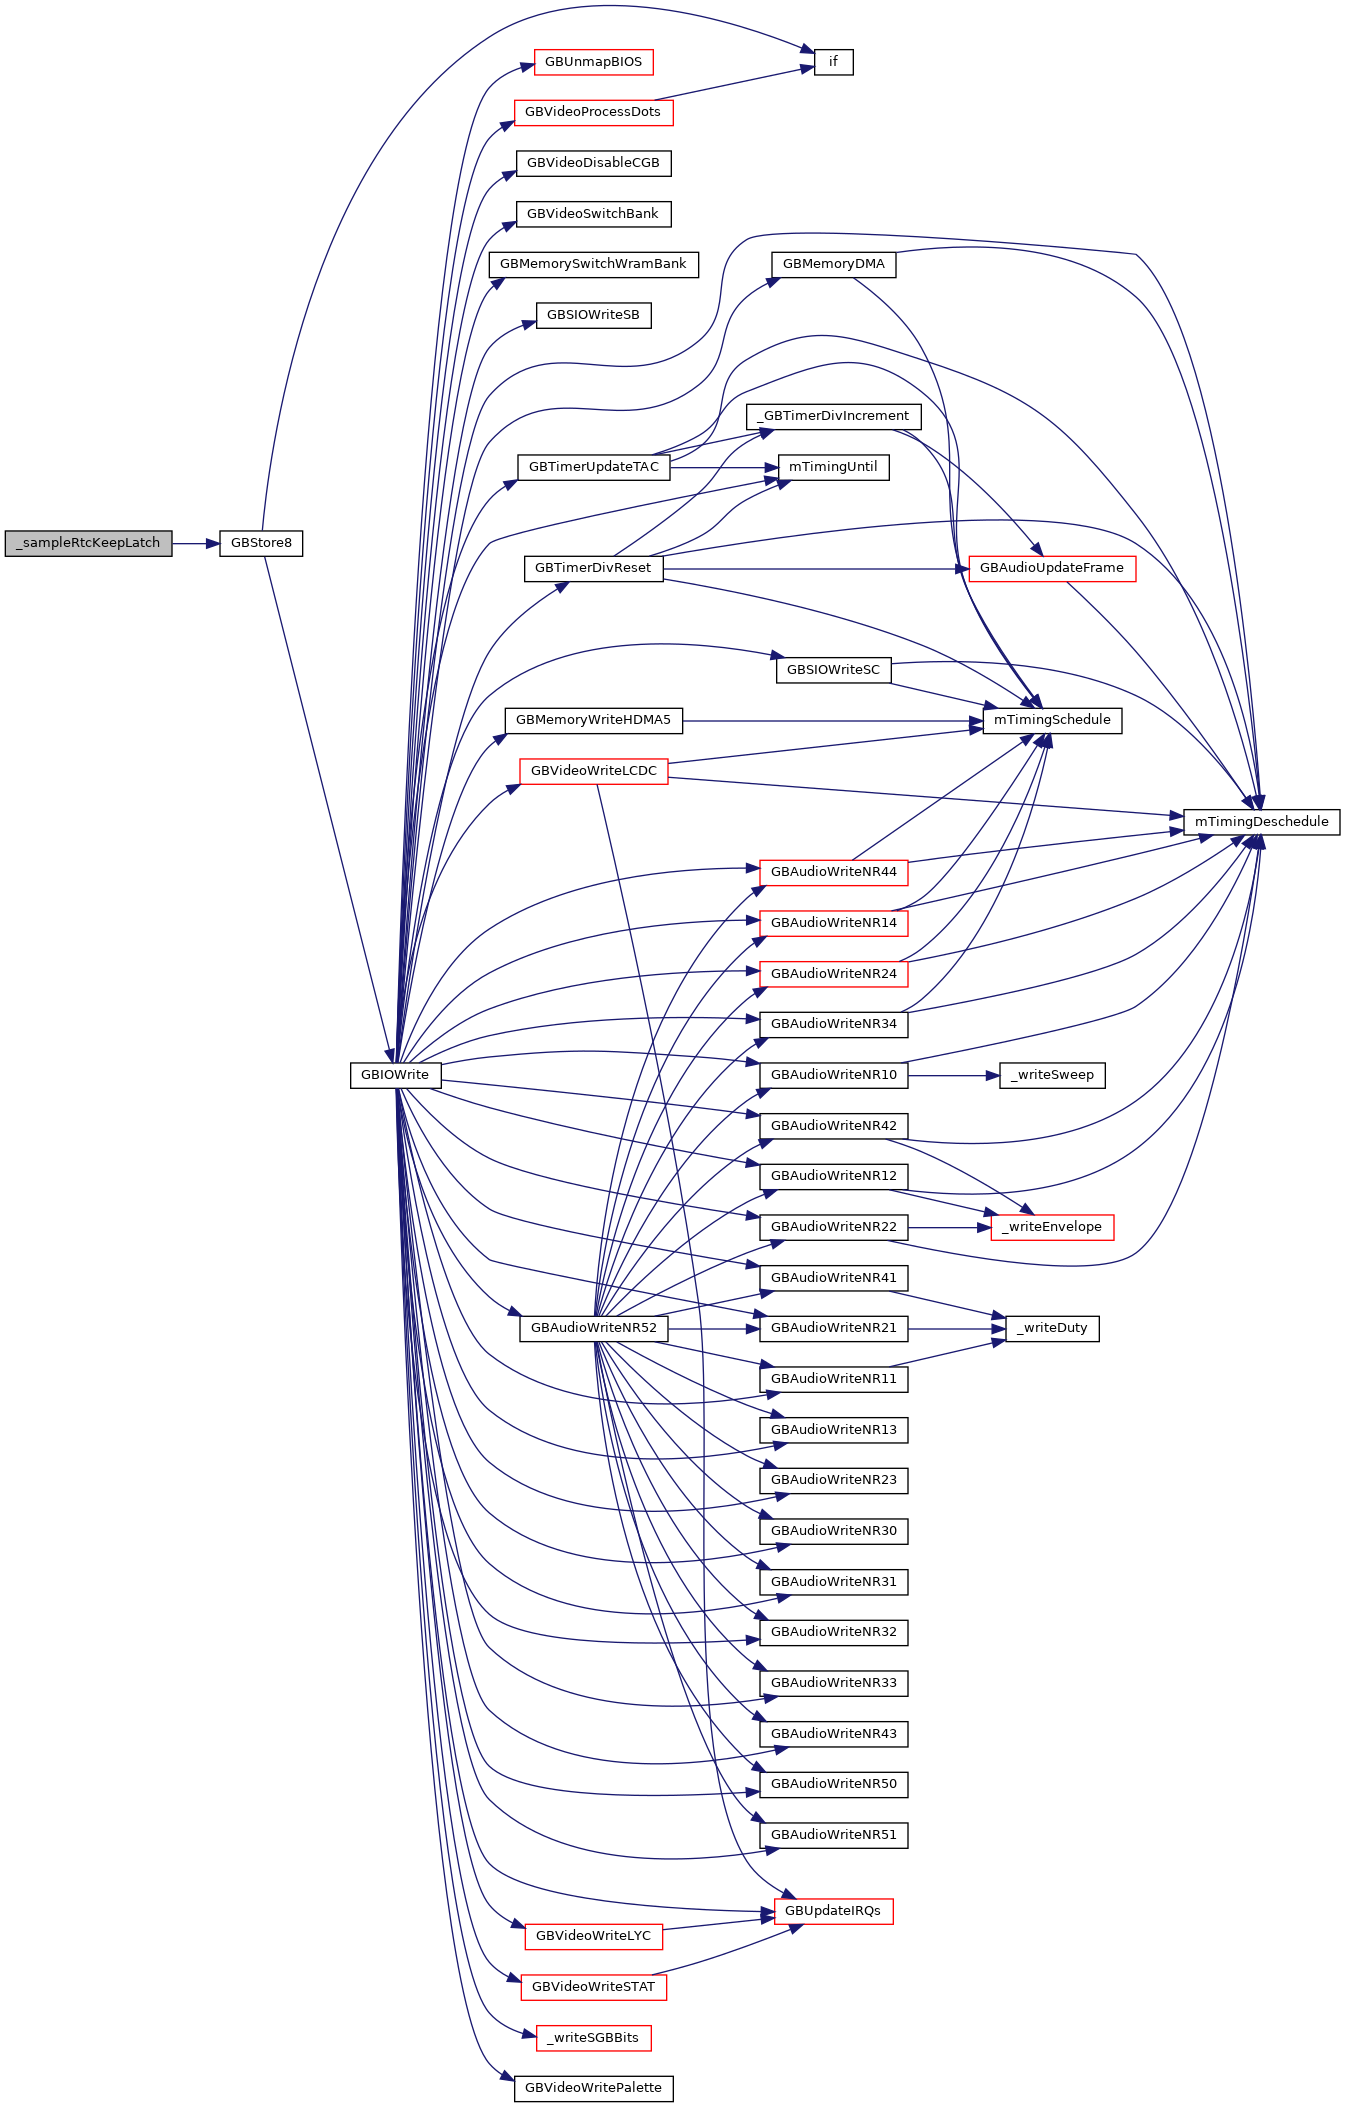 if
GBUnmapBIOS
GBVideoProcessDots
GBVideoDisableCGB
GBVideoSwitchBank
GBMemorySwitchWramBank
GBMemoryDMA
GBSIOWriteSB
_GBTimerDivIncrement
GBTimerUpdateTAC
mTimingUntil
_sampleRtcKeepLatch
GBStore8
GBTimerDivReset
GBAudioUpdateFrame
GBSIOWriteSC
GBMemoryWriteHDMA5
mTimingSchedule
GBVideoWriteLCDC
mTimingDeschedule
GBAudioWriteNR44
GBAudioWriteNR14
GBAudioWriteNR24
GBAudioWriteNR34
GBIOWrite
GBAudioWriteNR10
_writeSweep
GBAudioWriteNR42
GBAudioWriteNR12
GBAudioWriteNR22
_writeEnvelope
GBAudioWriteNR41
GBAudioWriteNR52
GBAudioWriteNR21
_writeDuty
GBAudioWriteNR11
GBAudioWriteNR13
GBAudioWriteNR23
GBAudioWriteNR30
GBAudioWriteNR31
GBAudioWriteNR32
GBAudioWriteNR33
GBAudioWriteNR43
GBAudioWriteNR50
GBAudioWriteNR51
GBUpdateIRQs
GBVideoWriteLYC
GBVideoWriteSTAT
_writeSGBBits
GBVideoWritePalette